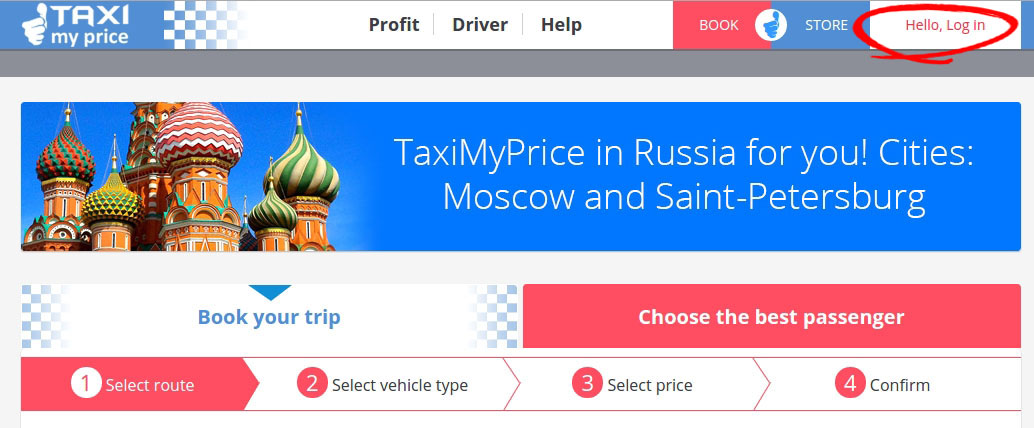 TAXI
my price
Profit
Driver
Help
BOOK
STORE
Hello, Log in
TaxiMyPrice in Russia for you! Cities:
Moscow and Saint-Petersburg
Book your trip
Choose the best passenger
1 Select route
2 Select vehicle type
3 Select price
4 Confirm